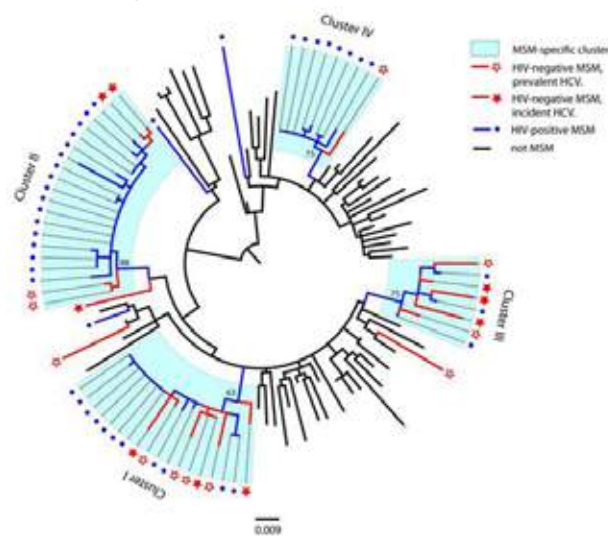 Cluster IV
MSM-specific cluster
HIV-negative MSM,
prevalent HCV.
HIV-negative MSM,
incident HCV.
HIV-positive MSM
not MSM
Cluster II
Cluster III
Cluster I
0.009